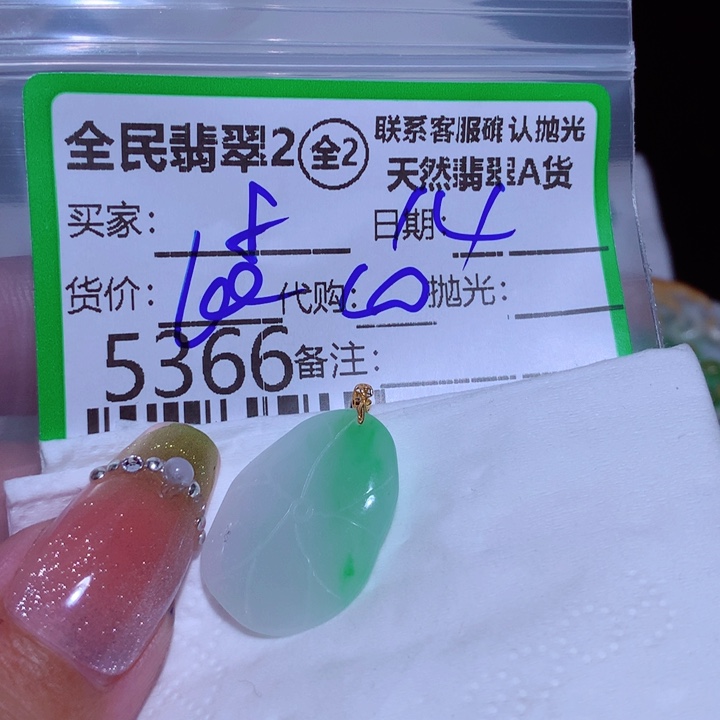 全民翡翠2 全2 联系客服确认抛光
天然翡翠A货
买家: 日期: 14
货价: 代购: 抛光:
5366 备注: